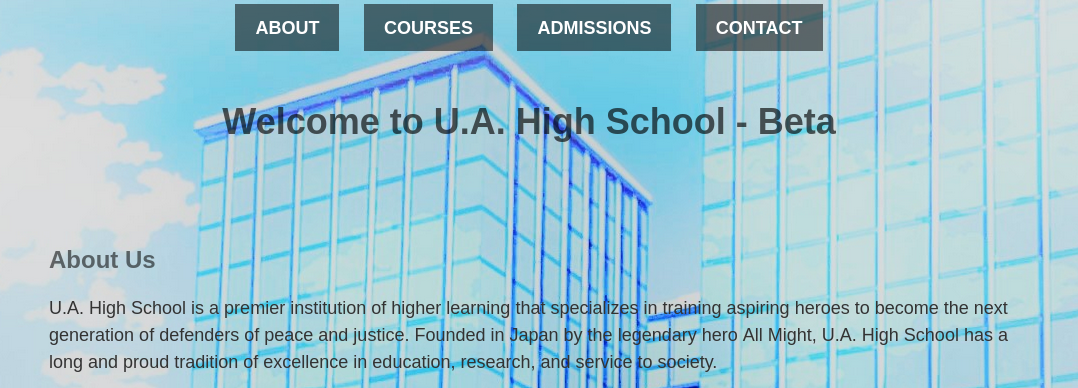 ABOUT COURSES ADMISSIONS CONTACT
Welcome to U.A. High School - Beta
About Us
U.A. High School is a premier institution of higher learning that specializes in training aspiring heroes to become the next
generation of defenders of peace and justice. Founded in Japan by the legendary hero All Might, U.A. High School has a
long and proud tradition of excellence in education, research, and service to society.